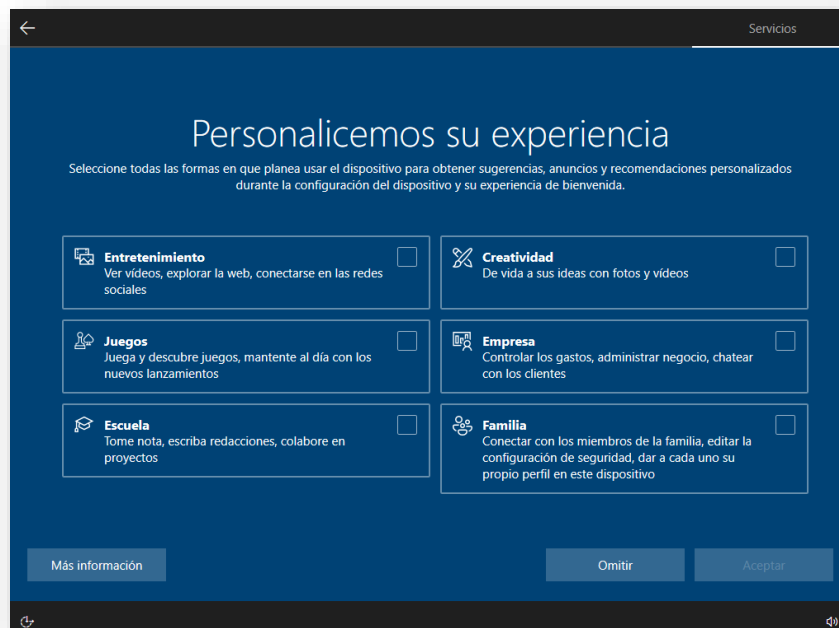 Servicios
Personalicemos su experiencia
Seleccione todas las formas en que planea usar el dispositivo para obtener sugerencias, anuncios y recomendaciones personalizados
durante la configuración del dispositivo y su experiencia de bienvenida.
Entretenimiento
Ver vídeos, explorar la web, conectarse en las redes
sociales
Creatividad
De vida a sus ideas con fotos y vídeos
Juegos
Juega y descubre juegos, mantente al día con los
nuevos lanzamientos
Empresa
Controlar los gastos, administrar negocio, chatear
con los clientes
Escuela
Tome nota, escriba redacciones, colabore en
proyectos
Familia
Conectar con los miembros de la familia, editar la
configuración de seguridad, dar a cada uno su
propio perfil en este dispositivo
Más información
Omitir
Aceptar